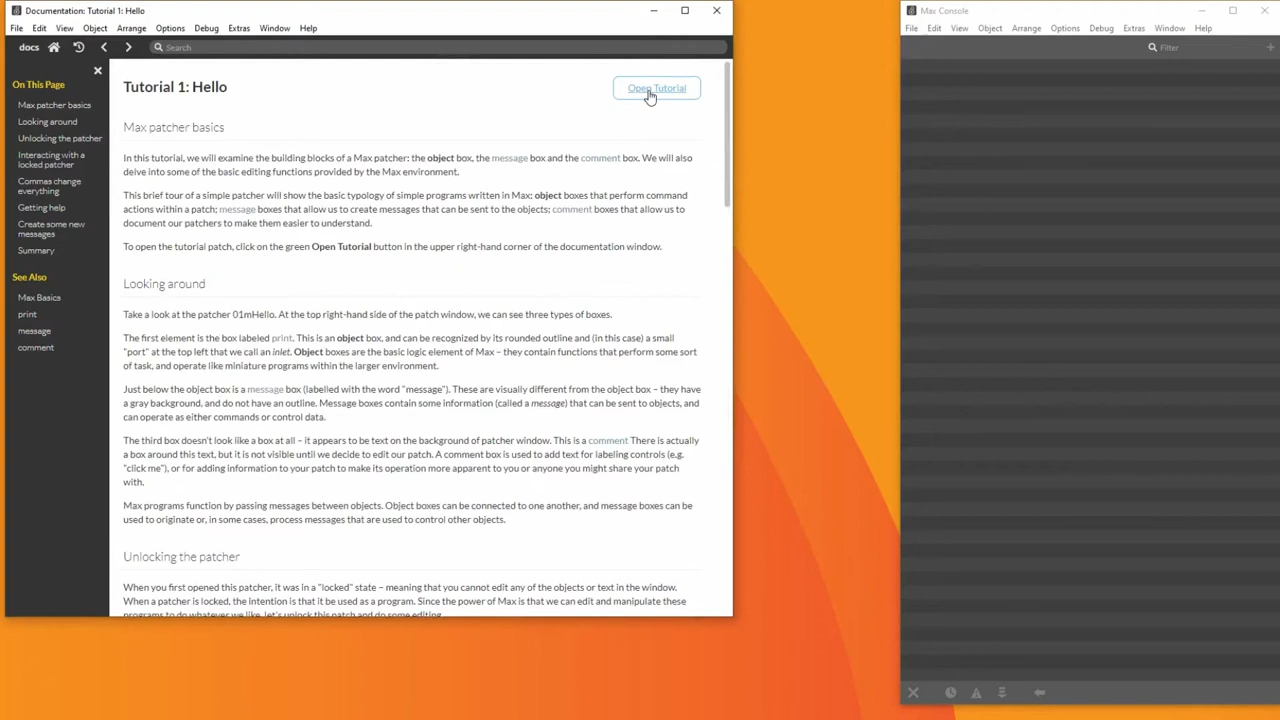 Documentation: Tutorial 1: Hello
File Edit View Object Arrange Options Debug Extras Window Help
docs
Search
On This Page
Max patcher basics
Looking around
Unlocking the patcher
Interacting with a
locked patcher
Commas change
everything
Getting help
Create some new
messages
Summary
See Also
Max Basics
print
message
comment
Tutorial 1: Hello
Open Tutorial
Max patcher basics
In this tutorial, we will examine the building blocks of a Max patcher: the object box, the message box and the comment box. We will also
delve into some of the basic editing functions provided by the Max environment.
This brief tour of a simple patcher will show the basic typology of simple programs written in Max: object boxes that perform command
actions within a patch; message boxes that allow us to create messages that can be sent to the objects; comment boxes that allow us to
document our patchers to make them easier to understand.
To open the tutorial patch, click on the green Open Tutorial button in the upper right-hand corner of the documentation window.
Looking around
Take a look at the patcher 01mHello. At the top right-hand side of the patch window, we can see three types of boxes.
The first element is the box labeled print. This is an object box, and can be recognized by its rounded outline and (in this case) a small
"port" at the top left that we call an inlet. Object boxes are the basic logic element of Max – they contain functions that perform some sort
of task, and operate like miniature programs within the larger environment.
Just below the object box is a message box (labelled with the word "message"). These are visually different from the object box – they have
a gray background, and do not have an outline. Message boxes contain some information (called a message) that can be sent to objects, and
can operate as either commands or control data.
The third box doesn't look like a box at all – it appears to be text on the background of patcher window. This is a comment There is actually
a box around this text, but it is not visible until we decide to edit our patch. A comment box is used to add text for labeling controls (e.g.
"click me"), or for adding information to your patch to make its operation more apparent to you or anyone you might share your patch
with.
Max programs function by passing messages between objects. Object boxes can be connected to one another, and message boxes can be
used to originate or, in some cases, process messages that are used to control other objects.
Unlocking the patcher
When you first opened this patcher, it was in a "locked" state – meaning that you cannot edit any of the objects or text in the window.
When a patcher is locked, the intention is that it be used as a program. Since the power of Max is that we can edit and manipulate these
programs to do whatever we like, let's unlock this patch and do some editing.
Max Console
File Edit View Object Arrange Options Debug Extras Window Help
Filter